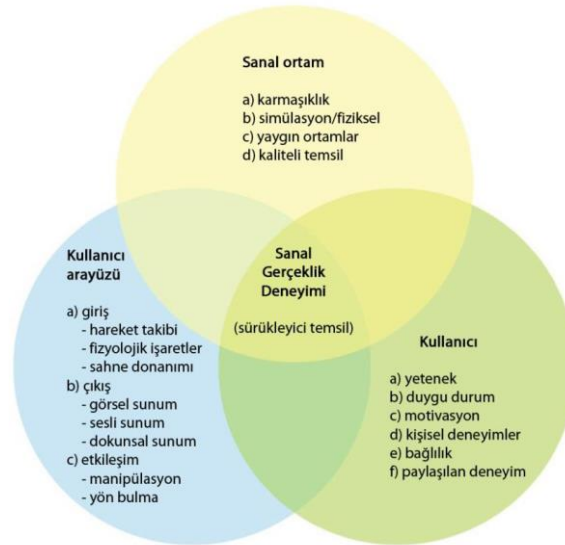 Sanal ortam
a) karmaşıklık
b) simülasyon/fiziksel
c) yaygın ortamlar
d) kaliteli temsil
Kullanıcı
arayüzü
a) giriş
- hareket takibi
- fizyolojik işaretler
- sahne donanımı
b) çıkış
- görsel sunum
- sesli sunum
- dokunsal sunum
c) etkileşim
- manipülasyon
- yön bulma
Sanal
Gerçeklik
Deneyimi
(sürükleyici temsil)
Kullanıcı
a) yetenek
b) duygu durum
c) motivasyon
d) kişisel deneyimler
e) bağlılık
f) paylaşılan deneyim